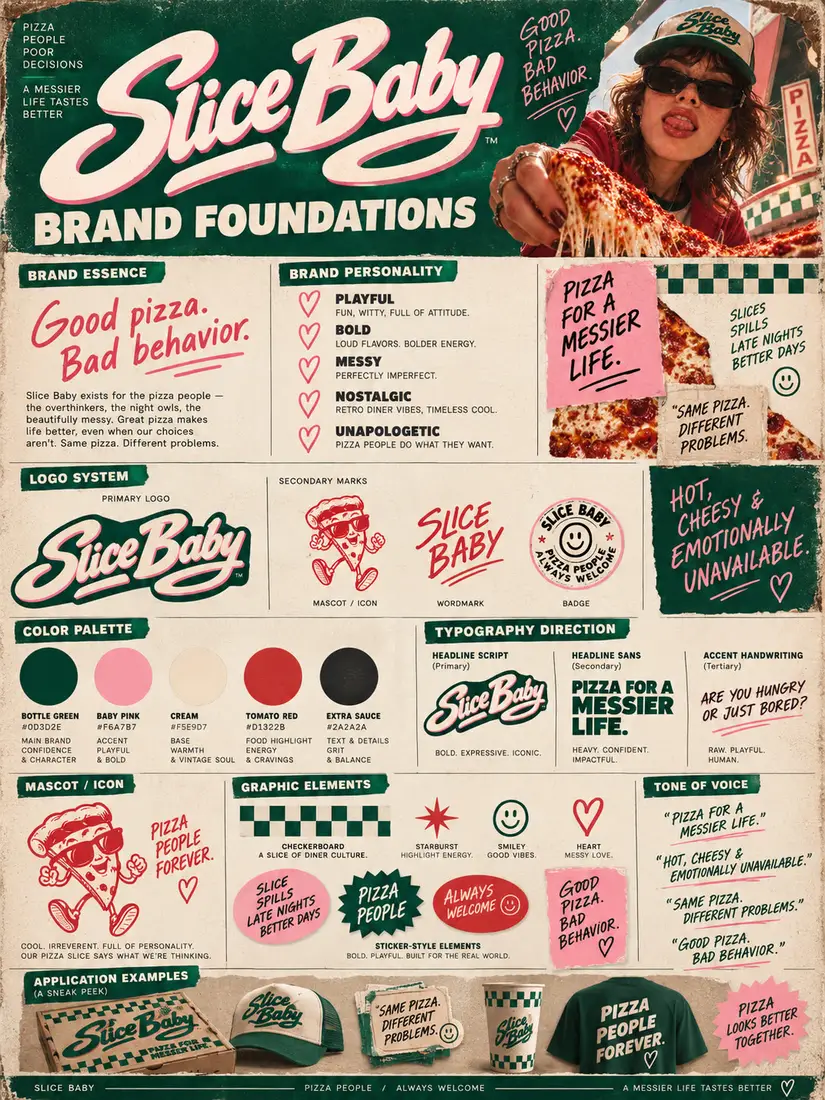 PIZZA
PEOPLE
POOR
DECISIONS
A MESSIER
LIFE TASTES
BETTER
Slice Baby
TM
BRAND FOUNDATIONS
GOOD
PIZZA.
BAD
BEHAVIOR.
Slice
Baby
PIZZA
BRAND ESSENCE
Good pizza.
Bad behavior.
Slice Baby exists for the pizza people —
the overthinkers, the night owls, the
beautifully messy. Great pizza makes
life better, even when our choices
aren't. Same pizza. Different problems.
BRAND PERSONALITY
PLAYFUL
FUN, WITTY, FULL OF ATTITUDE.
BOLD
LOUD FLAVORS. BOLDER ENERGY.
MESSY
PERFECTLY IMPERFECT.
NOSTALGIC
RETRO DINER VIBES, TIMELESS COOL.
UNAPOLOGETIC
PIZZA PEOPLE DO WHAT THEY WANT.
PIZZA
FOR A
MESSIER
LIFE.
SLICES
SPILLS
LATE NIGHTS
BETTER DAYS
"SAME PIZZA.
DIFFERENT
PROBLEMS.
LOGO SYSTEM
PRIMARY LOGO
Slice Baby
TM
SECONDARY MARKS
MASCOT / ICON
SLICE
BABY
WORDMARK
SLICE BABY
PIZZA PEOPLE
ALWAYS WELCOME
BADGE
HOT,
CHEESY &
EMOTIONALLY
UNAVAILABLE.
COLOR PALETTE
BOTTLE GREEN
#0D3D2E
MAIN BRAND
CONFIDENCE
& CHARACTER
BABY PINK
#F6A7B7
ACCENT
PLAYFUL
& BOLD
CREAM
#F5E9D7
BASE
WARMTH
& VINTAGE SOUL
TOMATO RED
#D1322B
FOOD HIGHLIGHT
ENERGY
& CRAVINGS
EXTRA SAUCE
#2A2A2A
TEXT & DETAILS
GRIT
& BALANCE
TYPOGRAPHY DIRECTION
HEADLINE SCRIPT
(Primary)
Slice Baby
BOLD. EXPRESSIVE. ICONIC.
HEADLINE SANS
(Secondary)
PIZZA FOR A
MESSIER
LIFE.
HEAVY. CONFIDENT.
IMPACTFUL.
ACCENT HANDWRITING
(Tertiary)
ARE YOU HUNGRY
OR JUST BORED?
RAW. PLAYFUL.
HUMAN.
MASCOT / ICON
PIZZA
PEOPLE
FOREVER.
COOL. IRREVERENT. FULL OF PERSONALITY.
OUR PIZZA SLICE SAYS WHAT WE'RE THINKING.
GRAPHIC ELEMENTS
CHECKERBOARD
A SLICE OF DINER CULTURE.
STARBURST
HIGHLIGHT ENERGY.
SMILEY
GOOD VIBES.
HEART
MESSY LOVE.
SLICE
SPILLS
LATE NIGHTS
BETTER DAYS
PIZZA
PEOPLE
ALWAYS
WELCOME
GOOD
PIZZA.
BAD
BEHAVIOR.
STICKER-STYLE ELEMENTS
BOLD. PLAYFUL. BUILT FOR THE REAL WORLD.
TONE OF VOICE
"PIZZA FOR A
MESSIER LIFE."
"HOT, CHEESY &
EMOTIONALLY UNAVAILABLE."
"SAME PIZZA.
DIFFERENT PROBLEMS."
"GOOD PIZZA.
BAD BEHAVIOR."
APPLICATION EXAMPLES
(A SNEAK PEEK)
Slice Baby
PIZZA FOR A
MESSIER LIFE.
Slice
Baby
"SAME PIZZA.
DIFFERENT
PROBLEMS.
Slice
Baby
PIZZA
PEOPLE
FOREVER.
PIZZA
LOOKS BETTER
TOGETHER.
SLICE BABY
PIZZA PEOPLE / ALWAYS WELCOME
A MESSIER LIFE TASTES BETTER